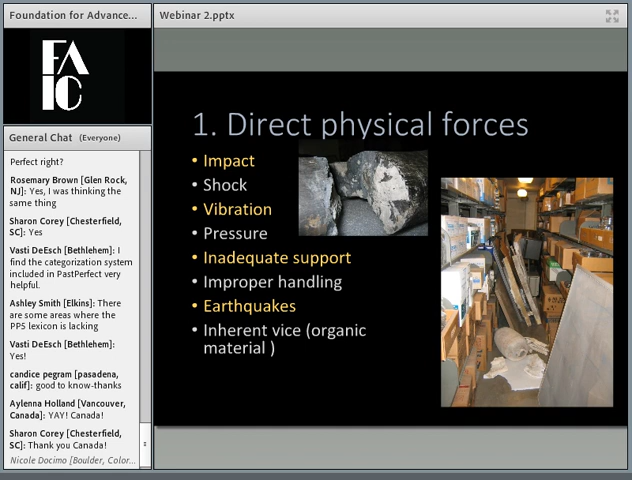 Foundation for Advance...
FA
IC
General Chat (Everyone)
Perfect right?
Rosemary Brown [Glen Rock,
NJ]: Yes, I was thinking the
same thing
Sharon Corey [Chesterfield,
SC]: Yes
Vasti DeEsch [Bethlehem]: I
find the categorization system
included in PastPerfect very
helpful.
Ashley Smith [Elkins]: There
are some areas where the
PP5 lexicon is lacking
Vasti DeEsch [Bethlehem]:
Yes!
candice pegram [pasadena,
calif]: good to know-thanks
Aylenna Holland [Vancouver,
Canada]: YAY! Canada!
Sharon Corey [Chesterfield,
SC]: Thank you Canada!
Nicole Docimo [Boulder, Color...
Webinar 2.pptx
1. Direct physical forces
• Impact
• Shock
• Vibration
• Pressure
• Inadequate support
• Improper handling
• Earthquakes
• Inherent vice (organic
material )